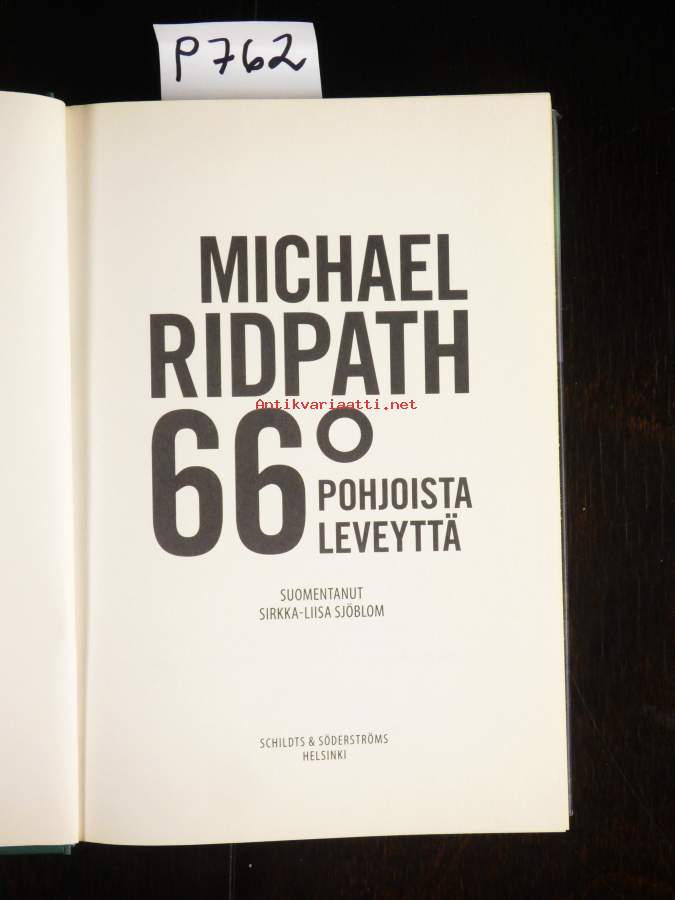 P762
MICHAEL
RIDPATH
Antikvariaatti.net
66°
POHJOISTA
LEVEYTTÄ
SUOMENTANUT
SIRKKA-LIISA SJÖBLOM
SCHILDTS & SÖDERSTRÖMS
HELSINKI